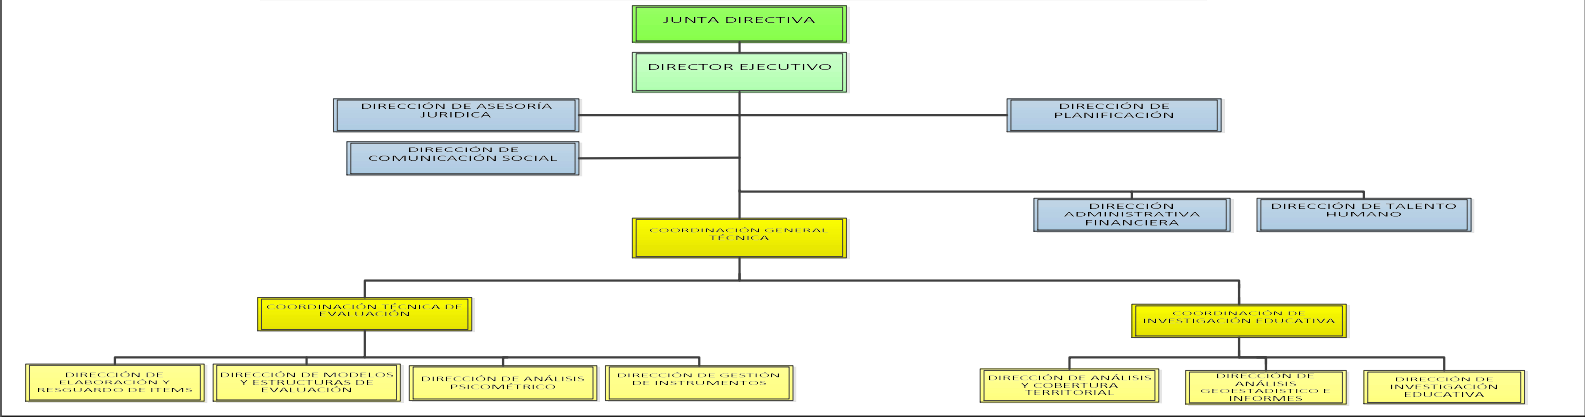 JUNTA DIRECTIVA
DIRECTOR EJECUTIVO
DIRECCIÓN DE ASESORÍA
JURIDICA
DIRECCIÓN DE
PLANIFICACIÓN
DIRECCIÓN DE
COMUNICACIÓN SOCIAL
DIRECCIÓN
ADMINISTRATIVA
FINANCIERA
DIRECCIÓN DE TALENTO
HUMANO
COORDINACIÓN GENERAL
TÉCNICA
COORDINACIÓN TÉCNICA DE
EVALUACIÓN
COORDINACIÓN DE
INVESTIGACIÓN EDUCATIVA
DIRECCIÓN DE
ELABORACIÓN Y
RESGUARDO DE ITEMS
DIRECCIÓN DE MODELOS
Y ESTRUCTURAS DE
EVALUACIÓN
DIRECCIÓN DE ANÁLISIS
PSICOMÉTRICO
DIRECCIÓN DE GESTIÓN
DE INSTRUMENTOS
DIRECCIÓN DE ANÁLISIS
Y COBERTURA
TERRITORIAL
DIRECCIÓN DE
ANÁLISIS
GEOESTADISTICO E
INFORMES
DIRECCIÓN DE
INVESTIGACIÓN
EDUCATIVA